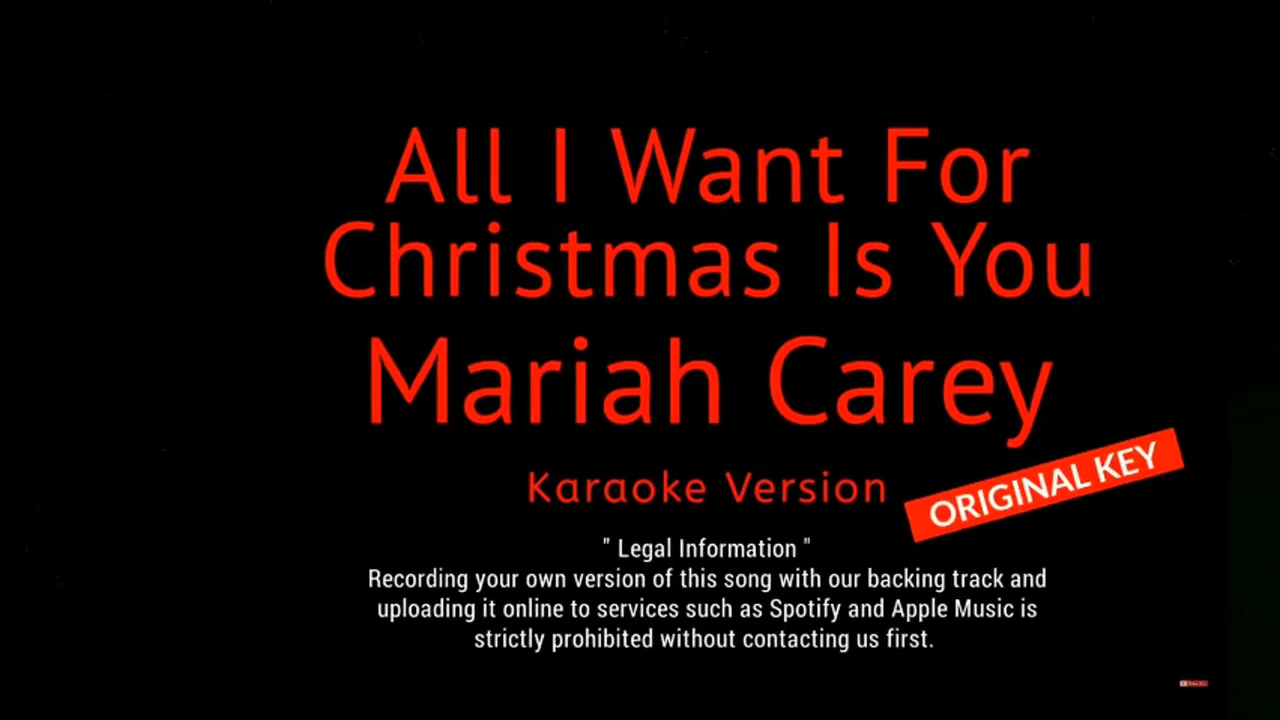 All I Want For
Christmas Is You
Mariah Carey
Karaoke Version
ORIGINAL KEY
" Legal Information "
Recording your own version of this song with our backing track and
uploading it online to services such as Spotify and Apple Music is
strictly prohibited without contacting us first.